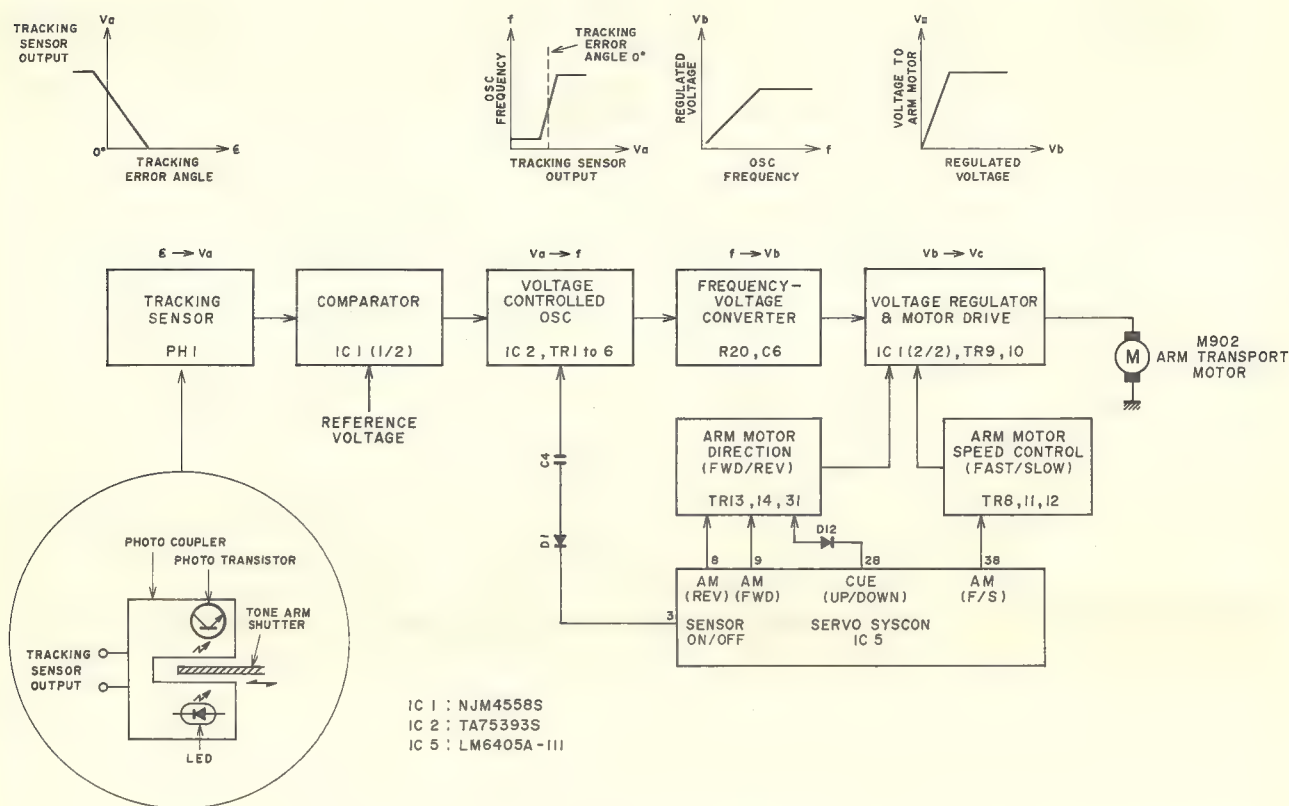 Va
TRACKING
SENSOR
OUTPUT
0°
ε
TRACKING
ERROR ANGLE
f
OSC
FREQUENCY
TRACKING
ERROR
ANGLE 0°
Va
TRACKING SENSOR
OUTPUT
Vb
REGULATED
VOLTAGE
f
OSC
FREQUENCY
VOLTAGE TO
ARM MOTOR
Vb
REGULATED
VOLTAGE
ε → Va
Va → f
f → Vb
Vb → Vc
TRACKING
SENSOR
PH1
COMPARATOR
IC 1 (1/2)
REFERENCE
VOLTAGE
VOLTAGE
CONTROLLED
OSC
IC 2, TR1 to 6
FREQUENCY-
VOLTAGE
CONVERTER
R20, C6
VOLTAGE REGULATOR
& MOTOR DRIVE
IC 1 (2/2), TR9, 10
M
M902
ARM TRANSPORT
MOTOR
ARM MOTOR
DIRECTION
(FWD/REV)
TR13, 14, 31
ARM MOTOR
SPEED CONTROL
(FAST/SLOW)
TR8, 11, 12
C4
D1
D12
8
9
28
38
3
AM
(REV)
AM
(FWD)
CUE
(UP/DOWN)
AM
(F/S)
SENSOR
ON/OFF
SERVO SYSCON
IC 5
PHOTO COUPLER
PHOTO TRANSISTOR
TONE ARM
SHUTTER
TRACKING
SENSOR
OUTPUT
LED
IC 1 : NJM4558S
IC 2 : TA75393S
IC 5 : LM6405A-111